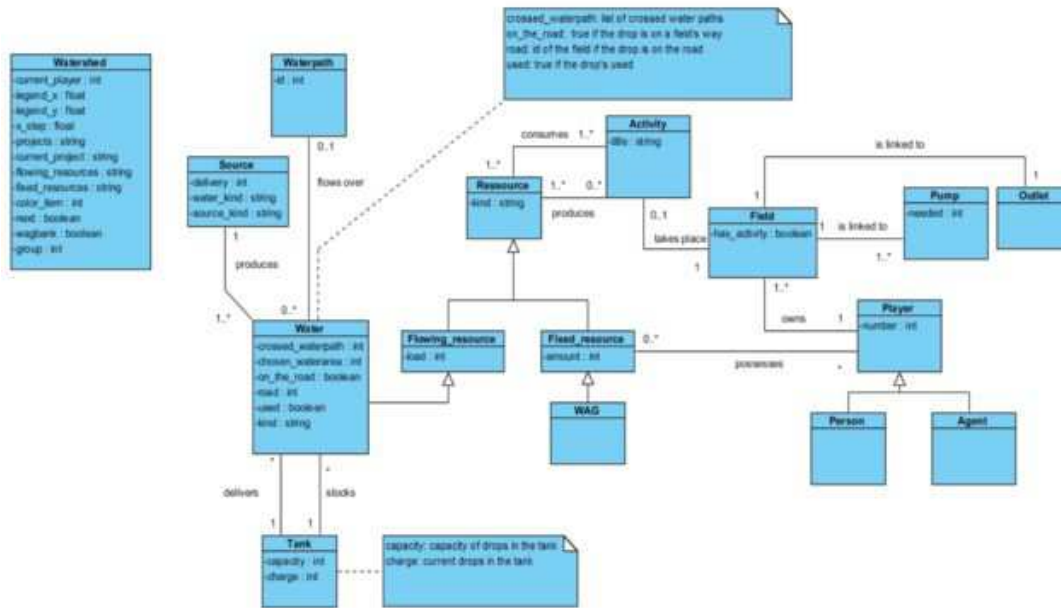 Watershed
-current_player : int
-legend_x : float
-legend_y : float
-x_step : float
-projects : string
-current_project : string
-flowing_resources : string
-fixed_resources : string
-color_item : int
-next : boolean
-wagbank : boolean
-group : int
Waterpath
-id : int
0..1
flows over
0..*
crossed_waterpath: list of crossed water paths
on_the_road: true if the drop is on a field's way
road: id of the field if the drop is on the road
used: true if the drop's used
Source
-delivery : int
-water_kind : string
-source_kind : string
1
produces
1..*
Activity
-title : string
consumes
1..*
1..*
Ressource
-kind : string
1..*
0..*
produces
0..1
takes place
1
Field
-has_activity : boolean
is linked to
1
1
Pump
-needed : int
1
is linked to
1..*
Outlet
1..*
owns
1
Player
-number : int
Water
-crossed_waterpath : int
-chosen_waterarea : int
-on_the_road : boolean
-road : int
-used : boolean
-kind : string
Flowing_resource
-load : int
Fixed_resource
-amount : int
0..*
possesses
*
WAG
Person
Agent
*
delivers
1
*
stocks
1
Tank
-capacity : int
-charge : int
capacity: capacity of drops in the tank
charge: current drops in the tank